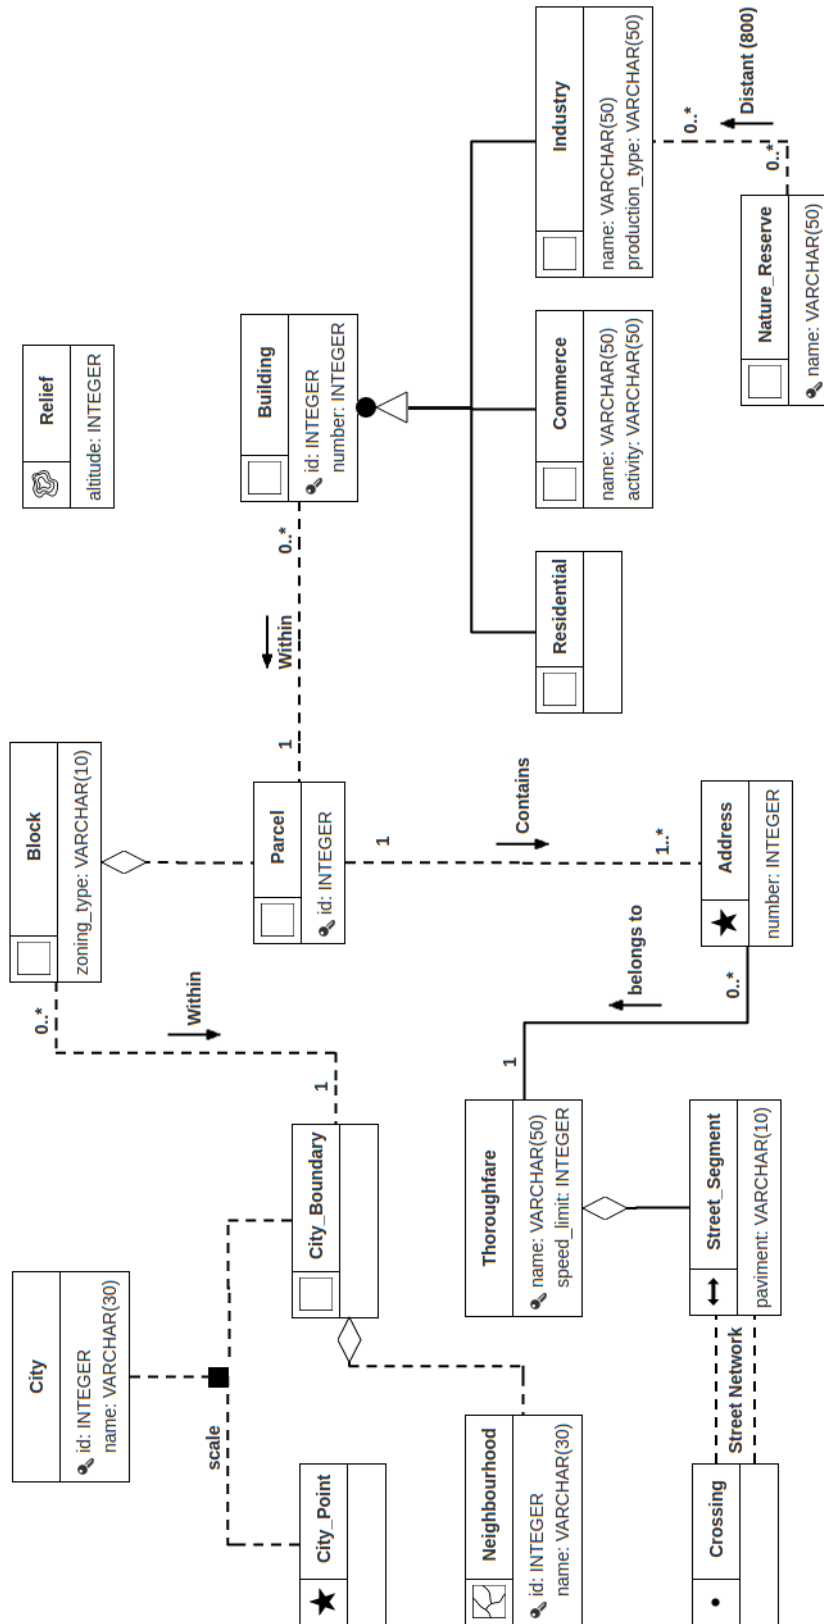 City
id: INTEGER
name: VARCHAR(30)
scale
City_Point
City_Boundary
1
Within
0..*
Block
zoning_type: VARCHAR(10)
Relief
altitude: INTEGER
Parcel
id: INTEGER
1
Within
0..*
Building
id: INTEGER
number: INTEGER
Neighbourhood
id: INTEGER
name: VARCHAR(30)
Thoroughfare
name: VARCHAR(50)
speed_limit: INTEGER
1
belongs to
0..*
1
Contains
1..*
Residential
Commerce
name: VARCHAR(50)
activity: VARCHAR(50)
Industry
name: VARCHAR(50)
production_type: VARCHAR(50)
Crossing
Street Network
Street_Segment
paviment: VARCHAR(10)
Address
number: INTEGER
0..*
Distant (800)
0..*
Nature_Reserve
name: VARCHAR(50)